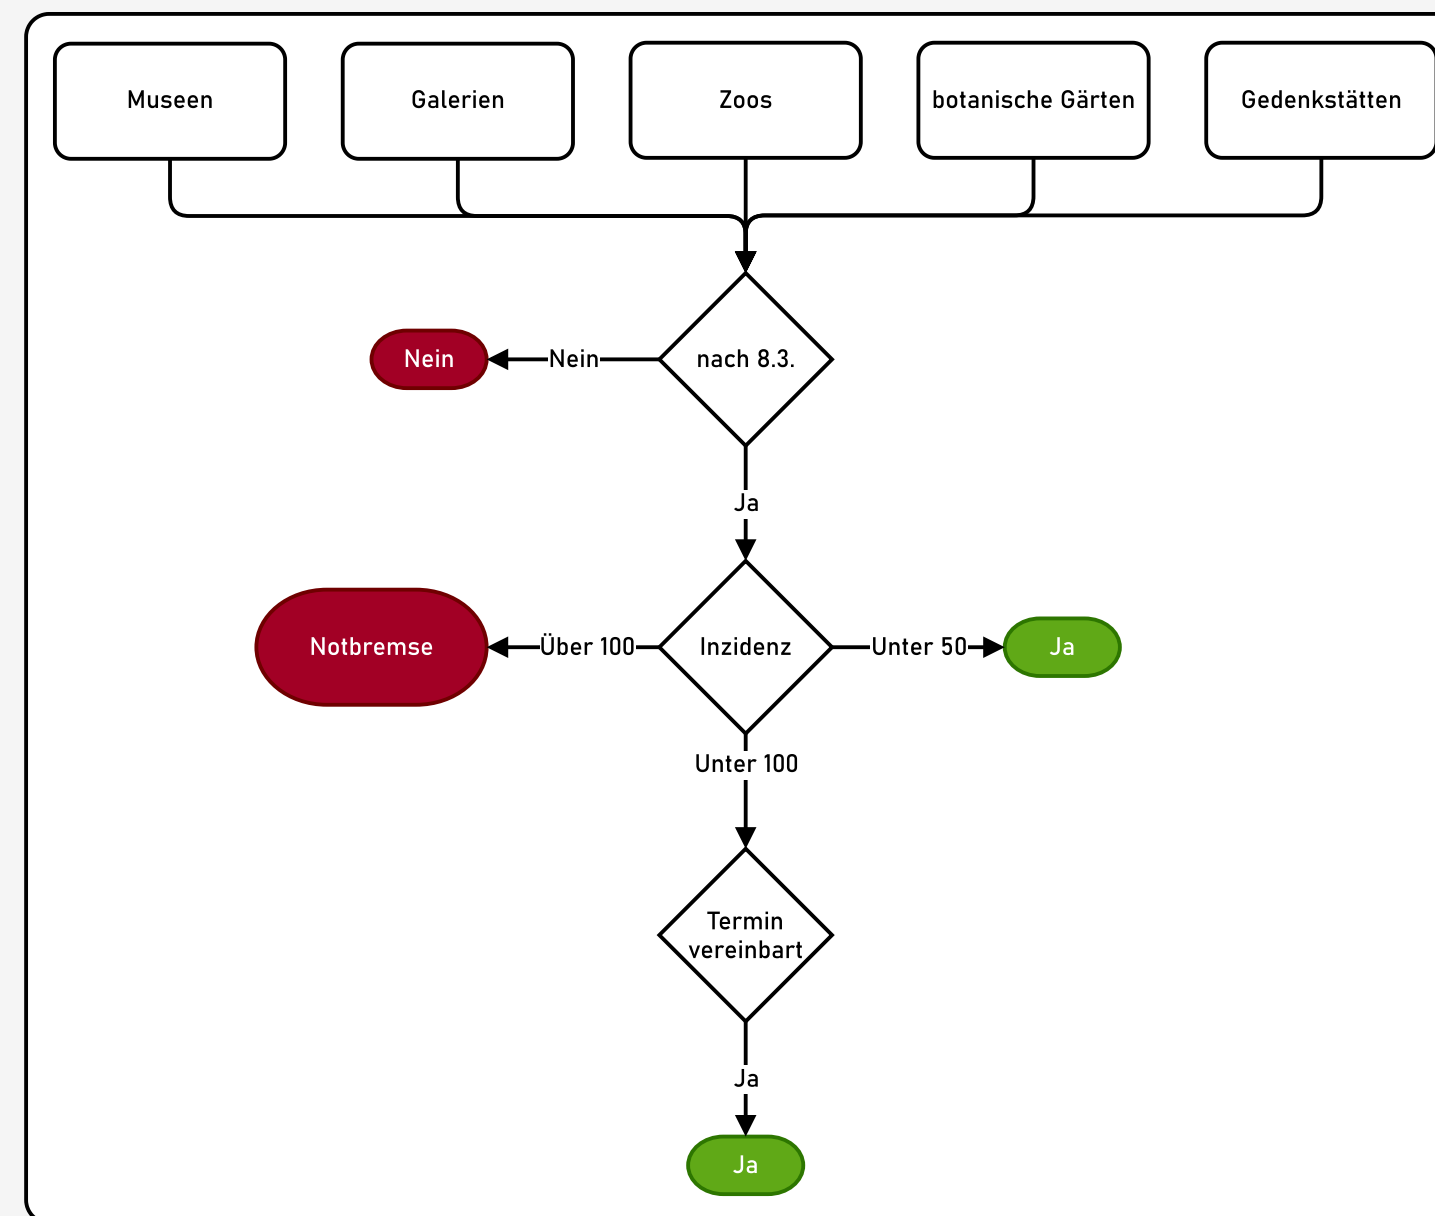 Museen
Galerien
Zoos
botanische Gärten
Gedenkstätten
nach 8.3.
Nein
Nein
Ja
Inzidenz
Über 100
Notbremse
Unter 50
Ja
Unter 100
Termin
vereinbart
Ja
Ja